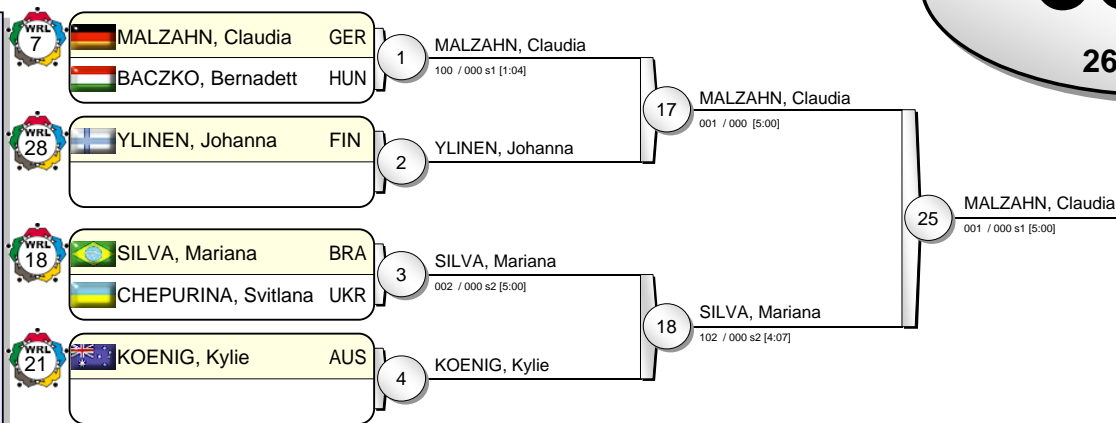 WRL
7
MALZAHN, Claudia GER
BACZKO, Bernadett HUN
1
MALZAHN, Claudia
100 / 000 s1 [1:04]
WRL
28
YLINEN, Johanna FIN
2
YLINEN, Johanna
17
MALZAHN, Claudia
001 / 000 [5:00]
WRL
18
SILVA, Mariana BRA
CHEPURINA, Svitlana UKR
3
SILVA, Mariana
002 / 000 s2 [5:00]
WRL
21
KOENIG, Kylie AUS
4
KOENIG, Kylie
18
SILVA, Mariana
102 / 000 s2 [4:07]
25
MALZAHN, Claudia
001 / 000 s1 [5:00]
26